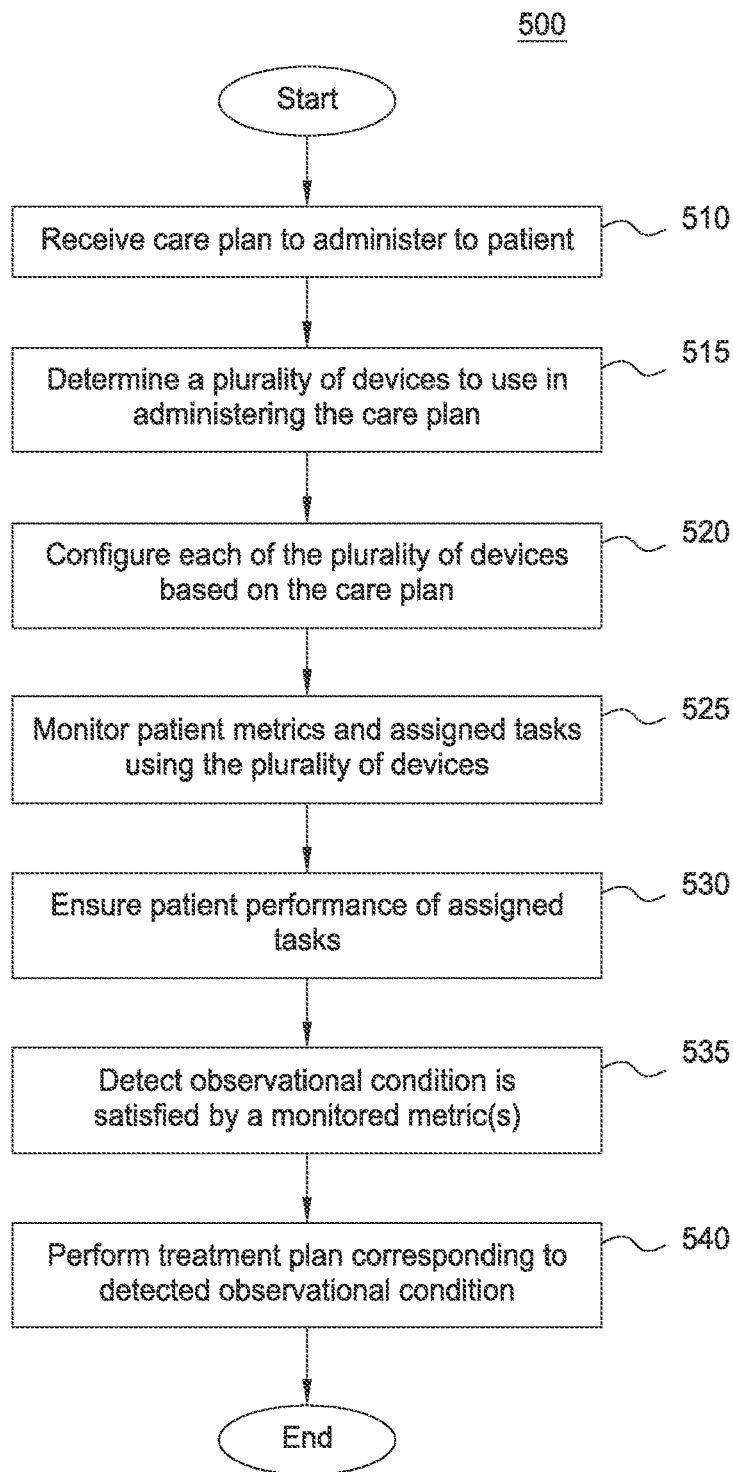 500
Start
Receive care plan to administer to patient
510
Determine a plurality of devices to use in
administering the care plan
515
Configure each of the plurality of devices
based on the care plan
520
Monitor patient metrics and assigned tasks
using the plurality of devices
525
Ensure patient performance of assigned
tasks
530
Detect observational condition is
satisfied by a monitored metric(s)
535
Perform treatment plan corresponding to
detected observational condition
540
End